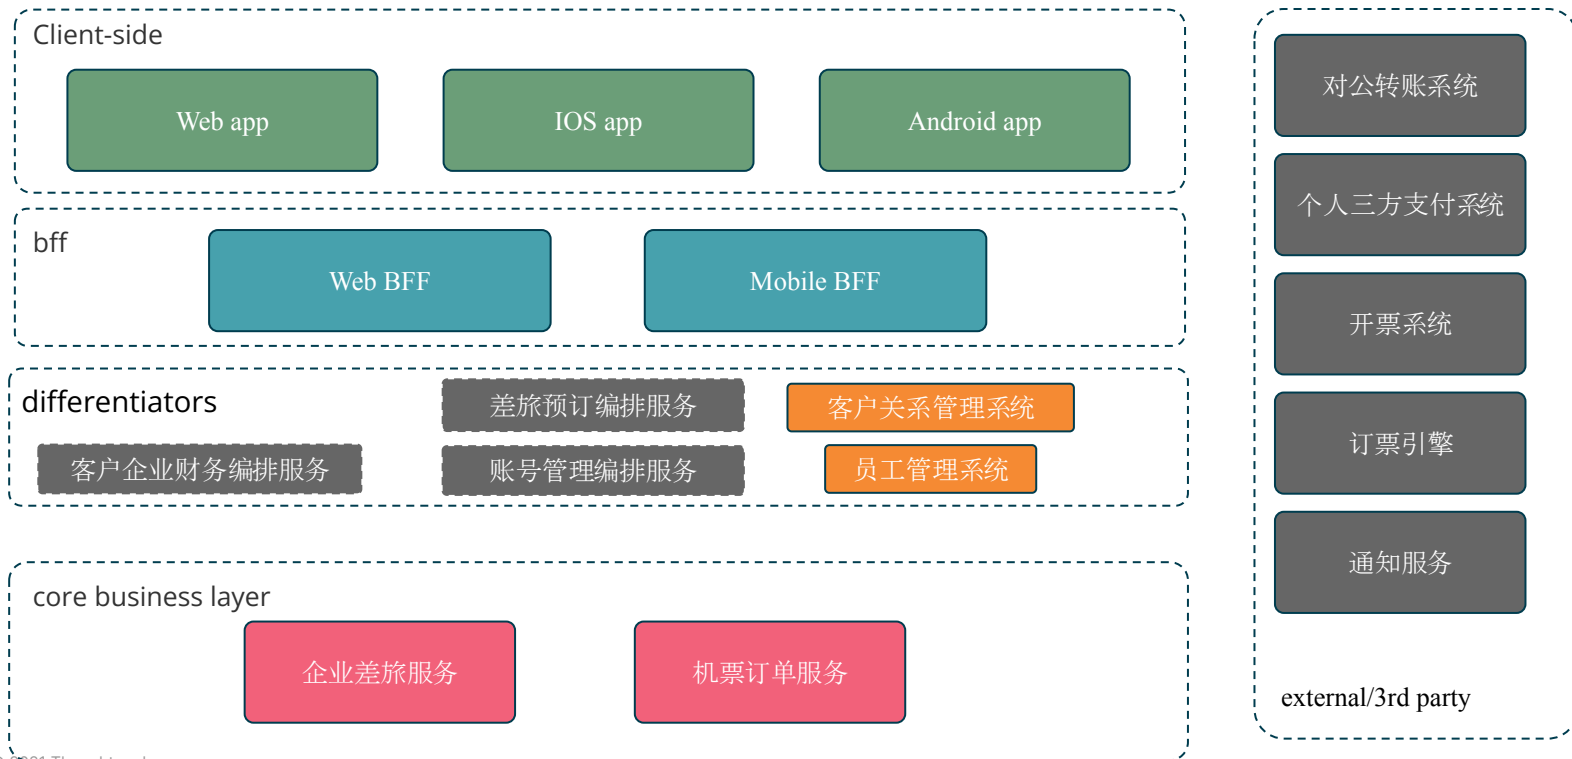 Client-side
Web app
IOS app
Android app
bff
Web BFF
Mobile BFF
differentiators
差旅预订编排服务
客户关系管理系统
客户企业财务编排服务
账号管理编排服务
员工管理系统
core business layer
企业差旅服务
机票订单服务
对公转账系统
个人三方支付系统
开票系统
订票引擎
通知服务
external/3rd party